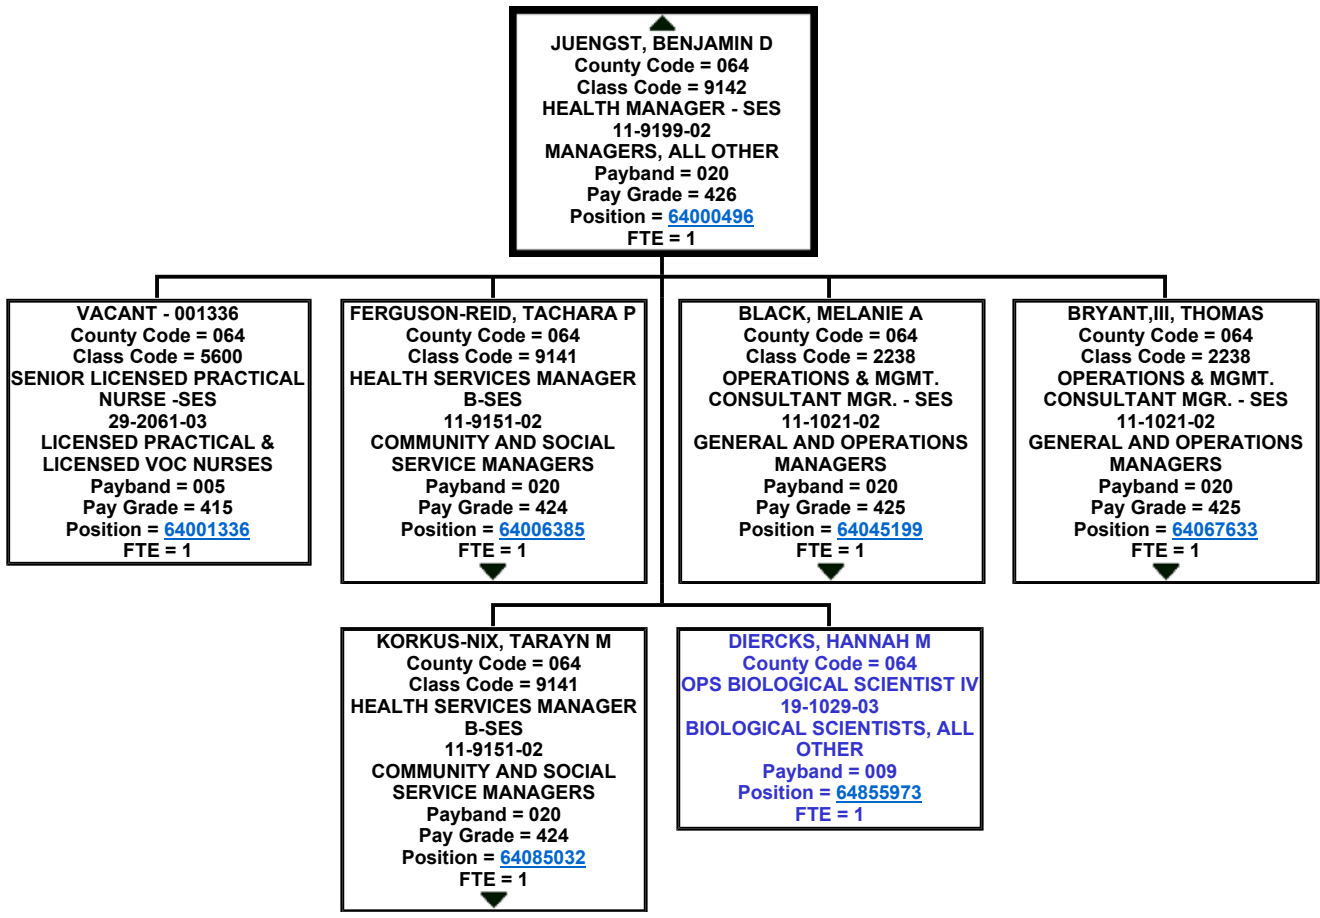 JUENGST, BENJAMIN D
County Code = 064
Class Code = 9142
HEALTH MANAGER - SES
11-9199-02
MANAGERS, ALL OTHER
Payband = 020
Pay Grade = 426
Position = 64000496
FTE = 1
VACANT - 001336
County Code = 064
Class Code = 5600
SENIOR LICENSED PRACTICAL
NURSE -SES
29-2061-03
LICENSED PRACTICAL &
LICENSED VOC NURSES
Payband = 005
Pay Grade = 415
Position = 64001336
FTE = 1
FERGUSON-REID, TACHARA P
County Code = 064
Class Code = 9141
HEALTH SERVICES MANAGER
B-SES
11-9151-02
COMMUNITY AND SOCIAL
SERVICE MANAGERS
Payband = 020
Pay Grade = 424
Position = 64006385
FTE = 1
BLACK, MELANIE A
County Code = 064
Class Code = 2238
OPERATIONS & MGMT.
CONSULTANT MGR. - SES
11-1021-02
GENERAL AND OPERATIONS
MANAGERS
Payband = 020
Pay Grade = 425
Position = 64045199
FTE = 1
BRYANT,III, THOMAS
County Code = 064
Class Code = 2238
OPERATIONS & MGMT.
CONSULTANT MGR. - SES
11-1021-02
GENERAL AND OPERATIONS
MANAGERS
Payband = 020
Pay Grade = 425
Position = 64067633
FTE = 1
KORKUS-NIX, TARAYN M
County Code = 064
Class Code = 9141
HEALTH SERVICES MANAGER
B-SES
11-9151-02
COMMUNITY AND SOCIAL
SERVICE MANAGERS
Payband = 020
Pay Grade = 424
Position = 64085032
FTE = 1
DIERCKS, HANNAH M
County Code = 064
OPS BIOLOGICAL SCIENTIST IV
19-1029-03
BIOLOGICAL SCIENTISTS, ALL
OTHER
Payband = 009
Position = 64855973
FTE = 1